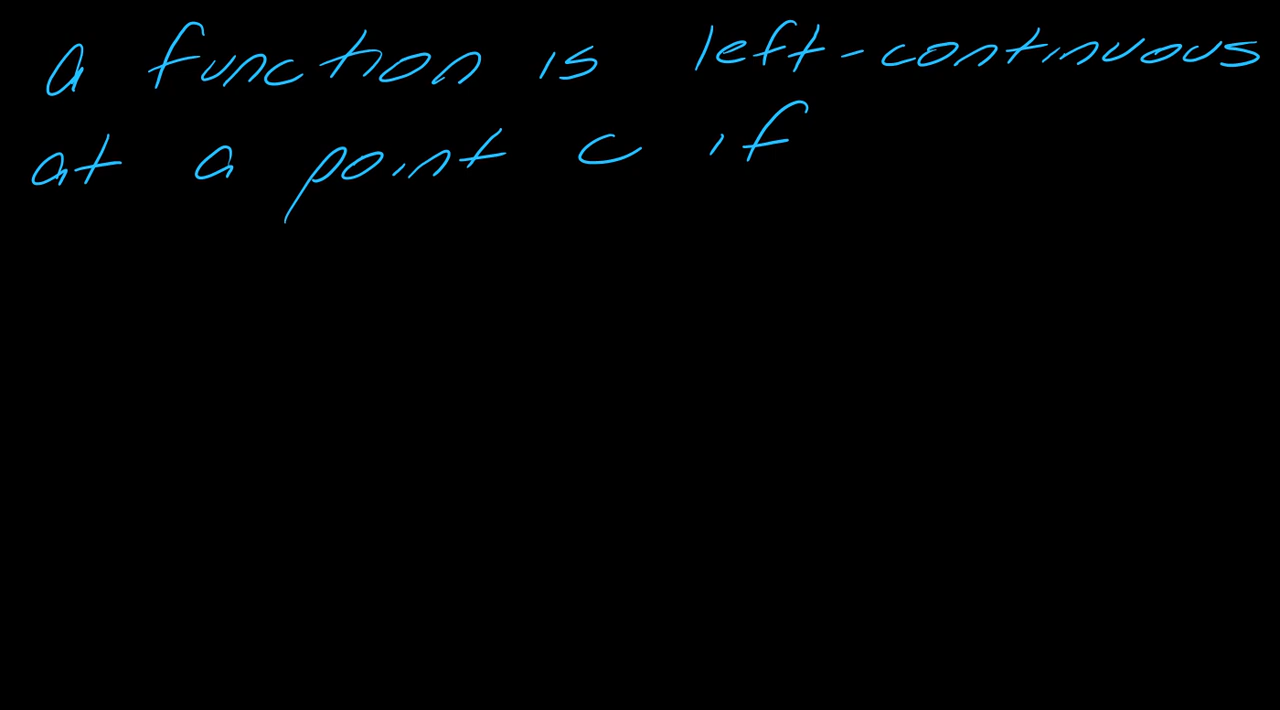 a function is left-continuous
at a point c if